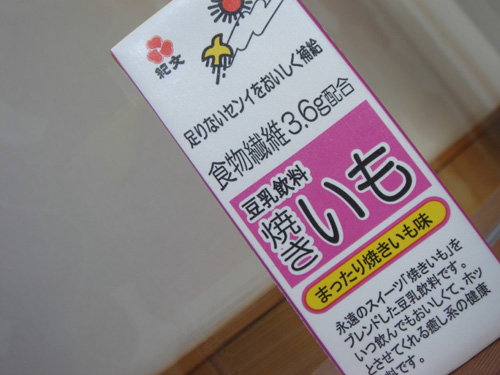 紀文
足りないセンイをおいしく補給
食物繊維3.6g配合
豆乳飲料
焼き
いも
まったり焼きいも味
永遠のスイーツ「焼きいも」を
ブレンドした豆乳飲料です。
いつ飲んでもおいしくて、ホッ
とさせてくれる癒し系の健康
料です。